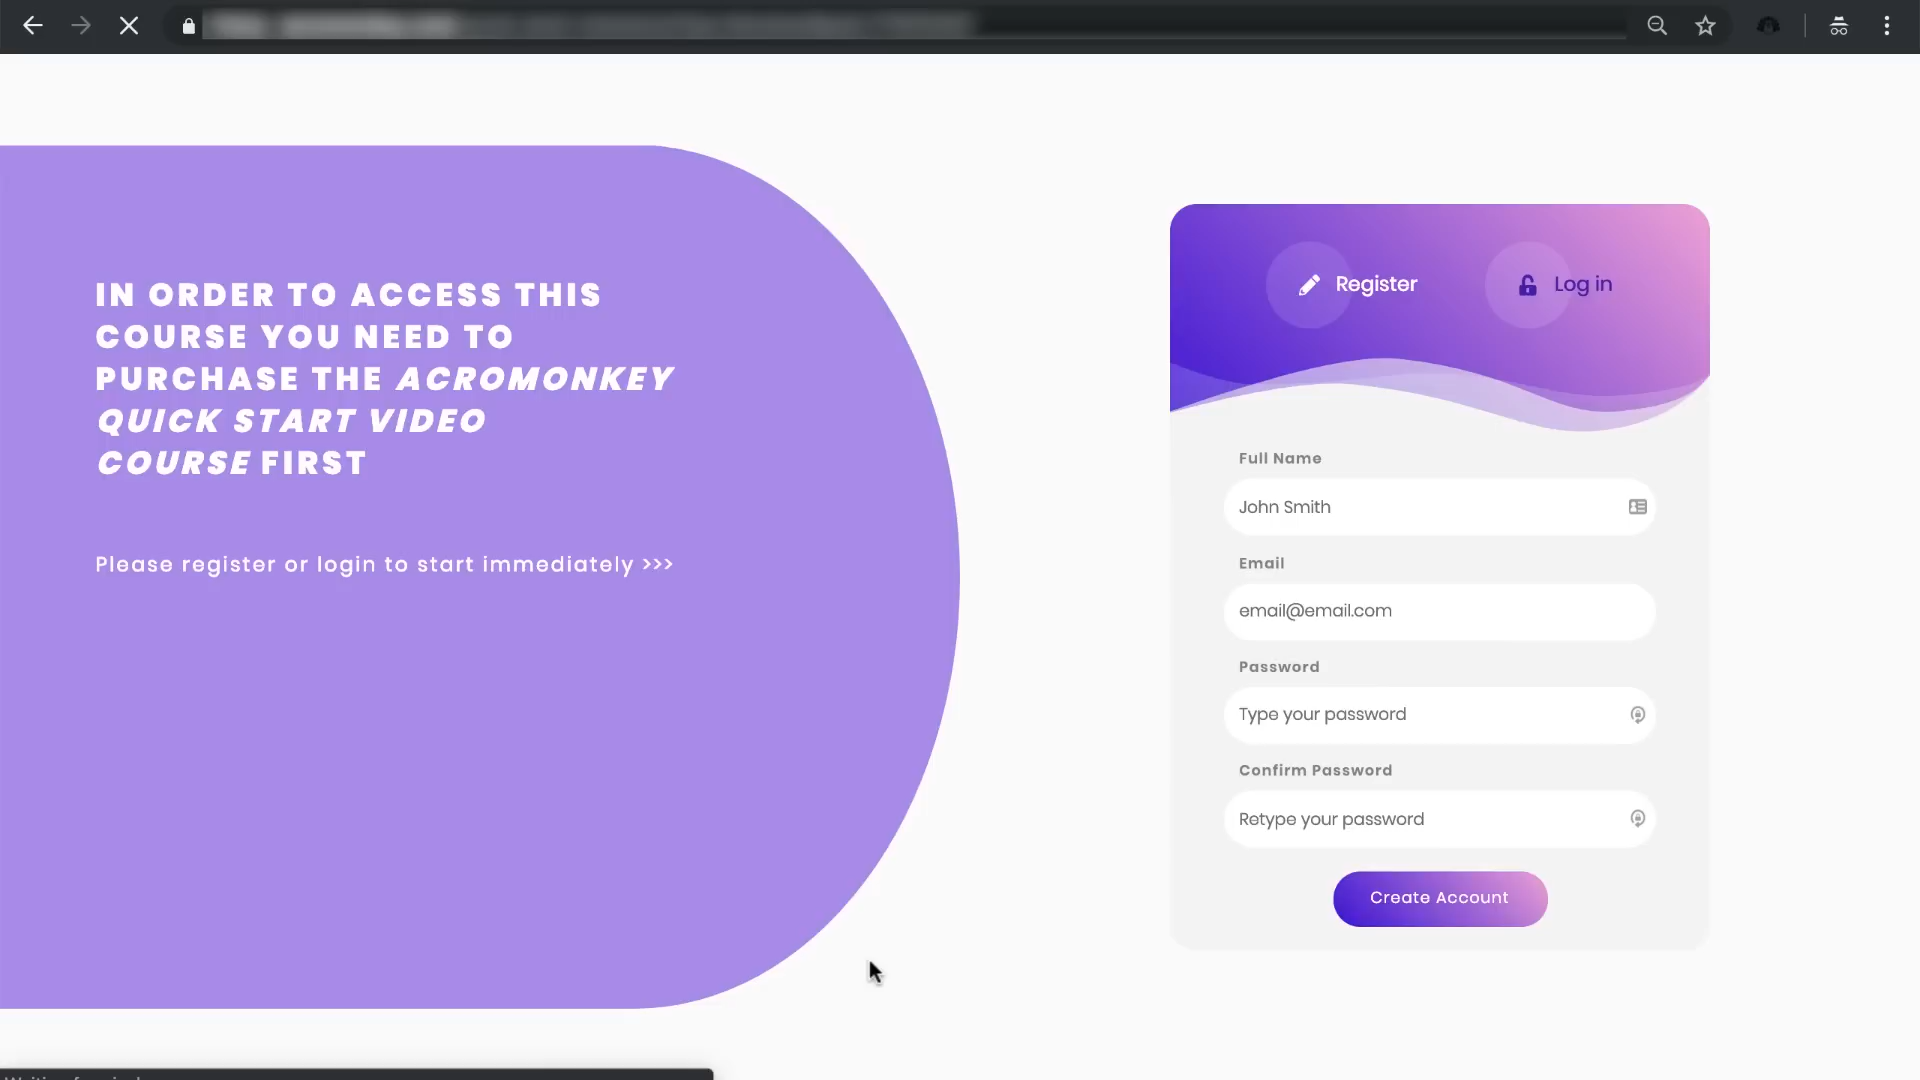 IN ORDER TO ACCESS THIS
COURSE YOU NEED TO
PURCHASE THE ACROMONKEY
QUICK START VIDEO
COURSE FIRST
Please register or login to start immediately >>>
Register
Log in
Full Name
John Smith
Email
email@email.com
Password
Type your password
Confirm Password
Retype your password
Create Account